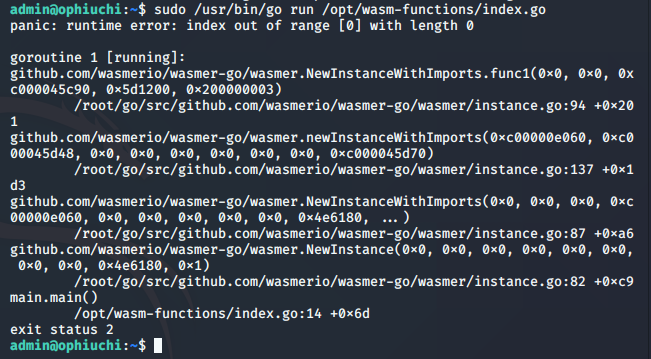 admin@ophiuchi:~$ sudo /usr/bin/go run /opt/wasm-functions/index.go
panic: runtime error: index out of range [0] with length 0

goroutine 1 [running]:
github.com/wasmerio/wasmer-go/wasmer.NewInstanceWithImports.func1(0×0, 0×0, 0×
c000045c90, 0×5d1200, 0×200000003)
        /root/go/src/github.com/wasmerio/wasmer-go/wasmer/instance.go:94 +0×20
1
github.com/wasmerio/wasmer-go/wasmer.newInstanceWithImports(0×c00000e060, 0×c0
00045d48, 0×0, 0×0, 0×0, 0×0, 0×0, 0×0, 0×c000045d70)
        /root/go/src/github.com/wasmerio/wasmer-go/wasmer/instance.go:137 +0×1
d3
github.com/wasmerio/wasmer-go/wasmer.NewInstanceWithImports(0×0, 0×0, 0×0, 0×c
00000e060, 0×0, 0×0, 0×0, 0×0, 0×0, 0×4e6180, ...)
        /root/go/src/github.com/wasmerio/wasmer-go/wasmer/instance.go:87 +0×a6
github.com/wasmerio/wasmer-go/wasmer.NewInstance(0×0, 0×0, 0×0, 0×0, 0×0, 0×0,
 0×0, 0×0, 0×4e6180, 0×1)
        /root/go/src/github.com/wasmerio/wasmer-go/wasmer/instance.go:82 +0×c9
main.main()
        /opt/wasm-functions/index.go:14 +0×6d
exit status 2
admin@ophiuchi:~$